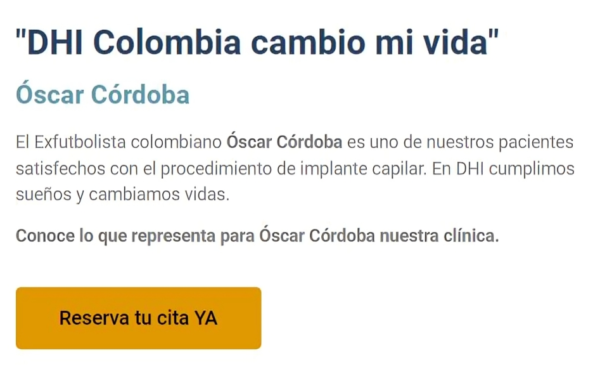 "DHI Colombia cambio mi vida"
Óscar Córdoba
El Exfutbolista colombiano Óscar Córdoba es uno de nuestros pacientes
satisfechos con el procedimiento de implante capilar. En DHI cumplimos
sueños y cambiamos vidas.
Conoce lo que representa para Óscar Córdoba nuestra clínica.
Reserva tu cita YA